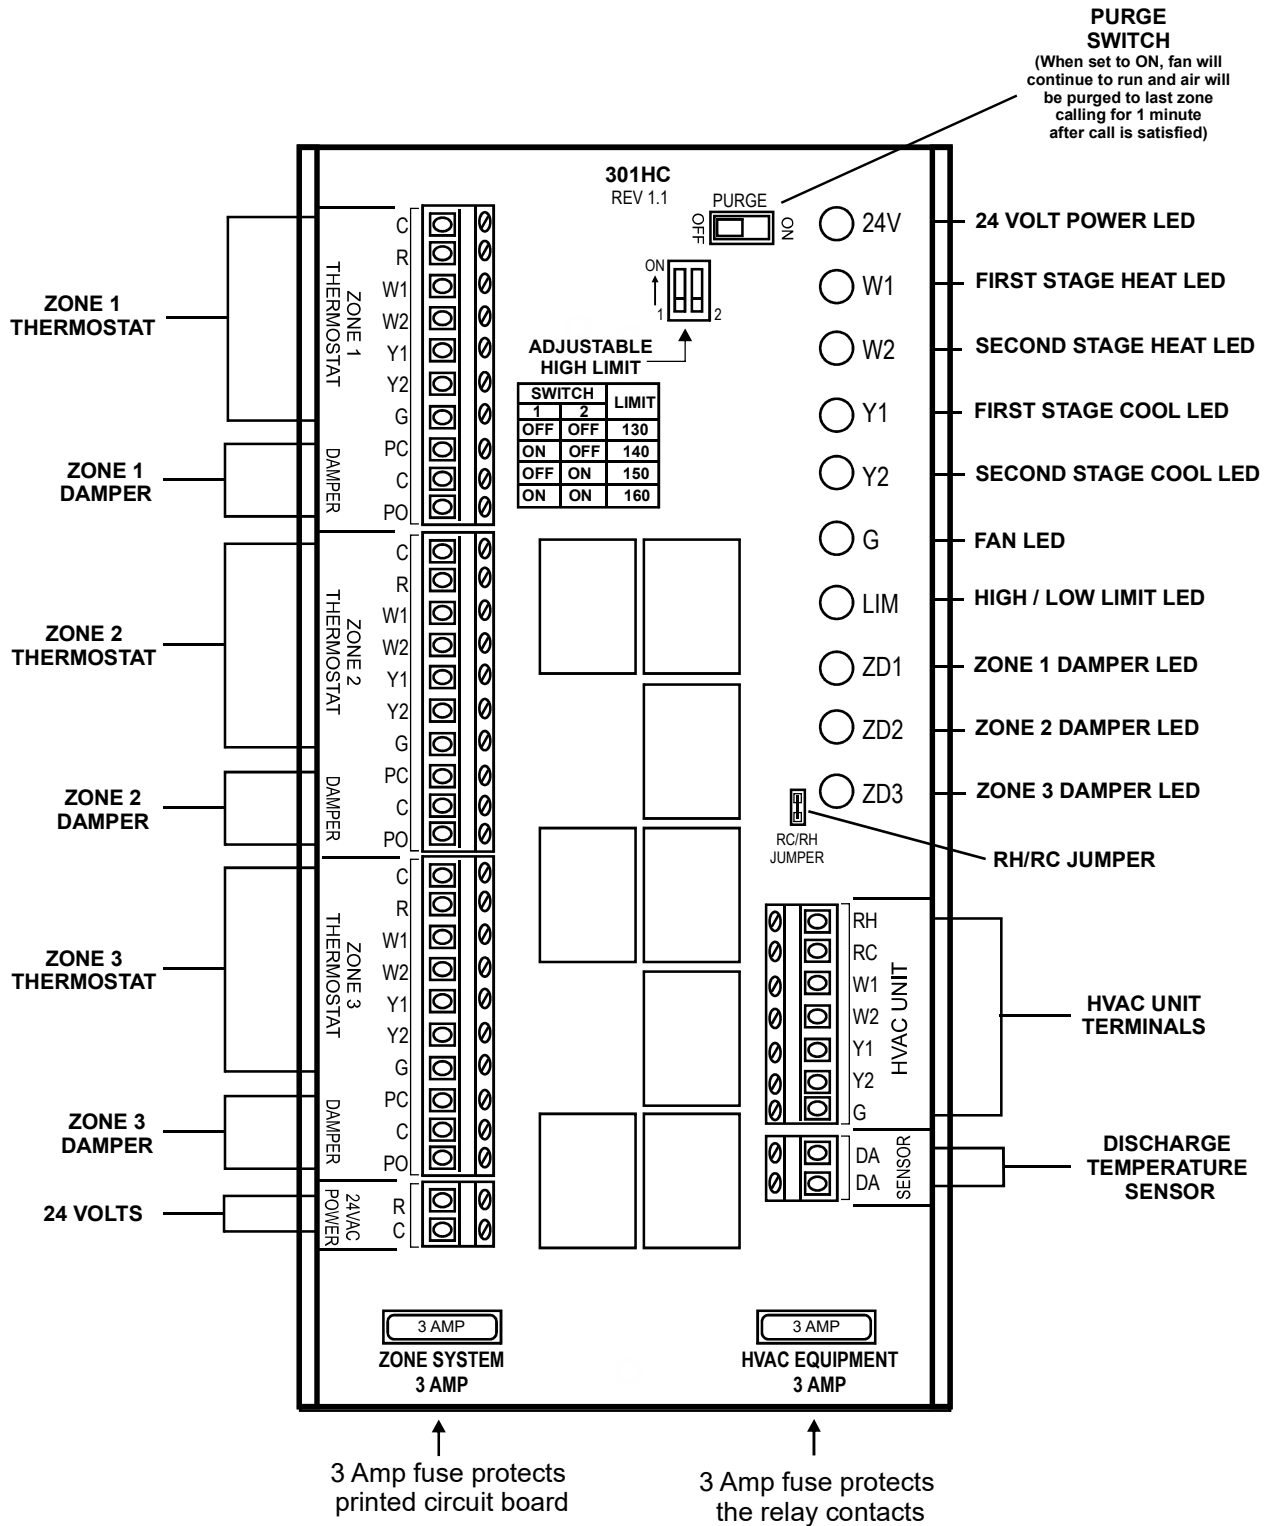 PURGE
SWITCH
(When set to ON, fan will
continue to run and air will
be purged to last zone
calling for 1 minute
after call is satisfied)
301HC
REV 1.1
PURGE
OFF
ON
ON
1
2
ADJUSTABLE
HIGH LIMIT
SWITCH LIMIT
1 2
OFF OFF 130
ON OFF 140
OFF ON 150
ON ON 160
ZONE 1
THERMOSTAT
ZONE 1
THERMOSTAT
C
R
W1
W2
Y1
Y2
G
ZONE 1
DAMPER
DAMPER
PC
C
PO
ZONE 2
THERMOSTAT
ZONE 2
THERMOSTAT
C
R
W1
W2
Y1
Y2
G
ZONE 2
DAMPER
DAMPER
PC
C
PO
ZONE 3
THERMOSTAT
ZONE 3
THERMOSTAT
C
R
W1
W2
Y1
Y2
G
ZONE 3
DAMPER
DAMPER
PC
C
PO
24 VOLTS
24VAC
POWER
R
C
24V
24 VOLT POWER LED
W1
FIRST STAGE HEAT LED
W2
SECOND STAGE HEAT LED
Y1
FIRST STAGE COOL LED
Y2
SECOND STAGE COOL LED
G
FAN LED
LIM
HIGH / LOW LIMIT LED
ZD1
ZONE 1 DAMPER LED
ZD2
ZONE 2 DAMPER LED
ZD3
ZONE 3 DAMPER LED
RC/RH
JUMPER
RH/RC JUMPER
RH
RC
W1
W2
Y1
Y2
G
HVAC UNIT
HVAC UNIT
TERMINALS
DA
DA
SENSOR
DISCHARGE
TEMPERATURE
SENSOR
3 AMP
ZONE SYSTEM
3 AMP
3 AMP
HVAC EQUIPMENT
3 AMP
3 Amp fuse protects
printed circuit board
3 Amp fuse protects
the relay contacts